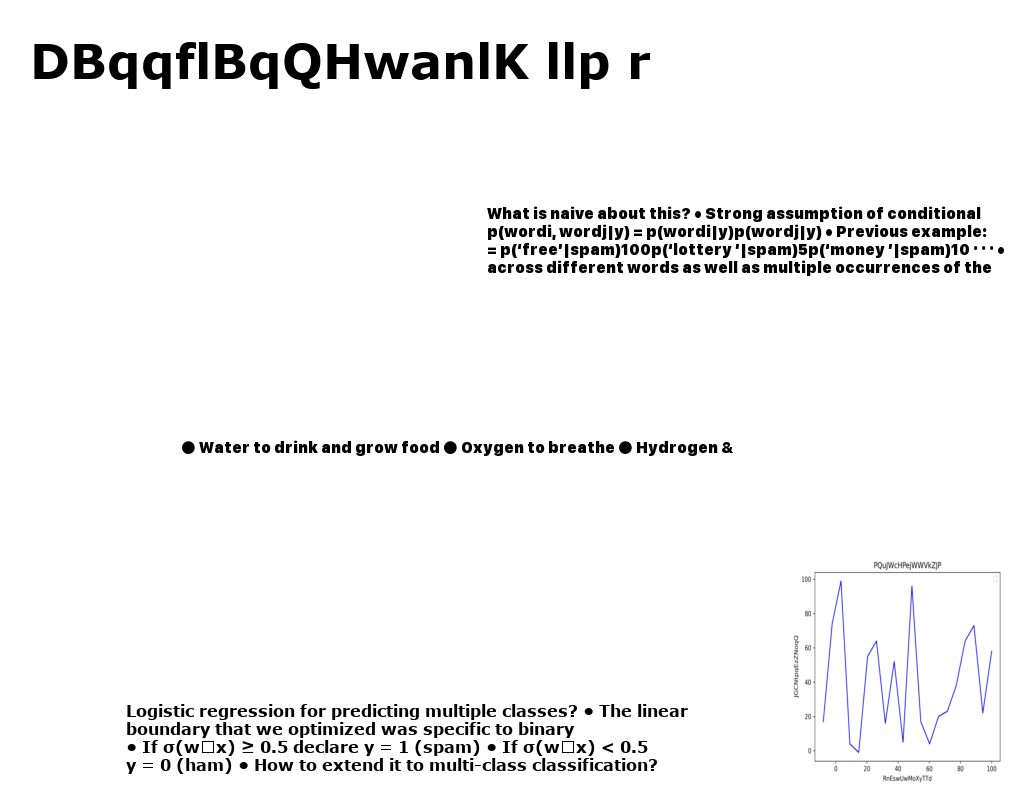 DBqqflBqQHwanlK llp r
What is naive about this? • Strong assumption of conditional
p(wordi, wordj|y) = p(wordi|y)p(wordj|y) • Previous example:
= p(‘free’|spam)100p(‘lottery ’|spam)5p(‘money ’|spam)10 · · · •
across different words as well as multiple occurrences of the
● Water to drink and grow food ● Oxygen to breathe ● Hydrogen &
PQuJWcHPeJWWVkZJP
100
80
60
40
20
0
JGCNtpqEzZNoqQ
0 20 40 60 80 100
RnEswUwMoXyTTd
Logistic regression for predicting multiple classes? • The linear
boundary that we optimized was specific to binary
• If σ(w□x) ≥ 0.5 declare y = 1 (spam) • If σ(w□x) < 0.5
y = 0 (ham) • How to extend it to multi-class classification?